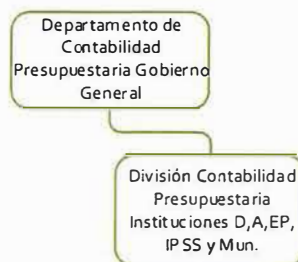 Departamento de
Contabilidad
Presupuestaria Gobierno
General
División Contabilidad
Presupuestaria
Instituciones D,A,EP,
IPSS y Mun.